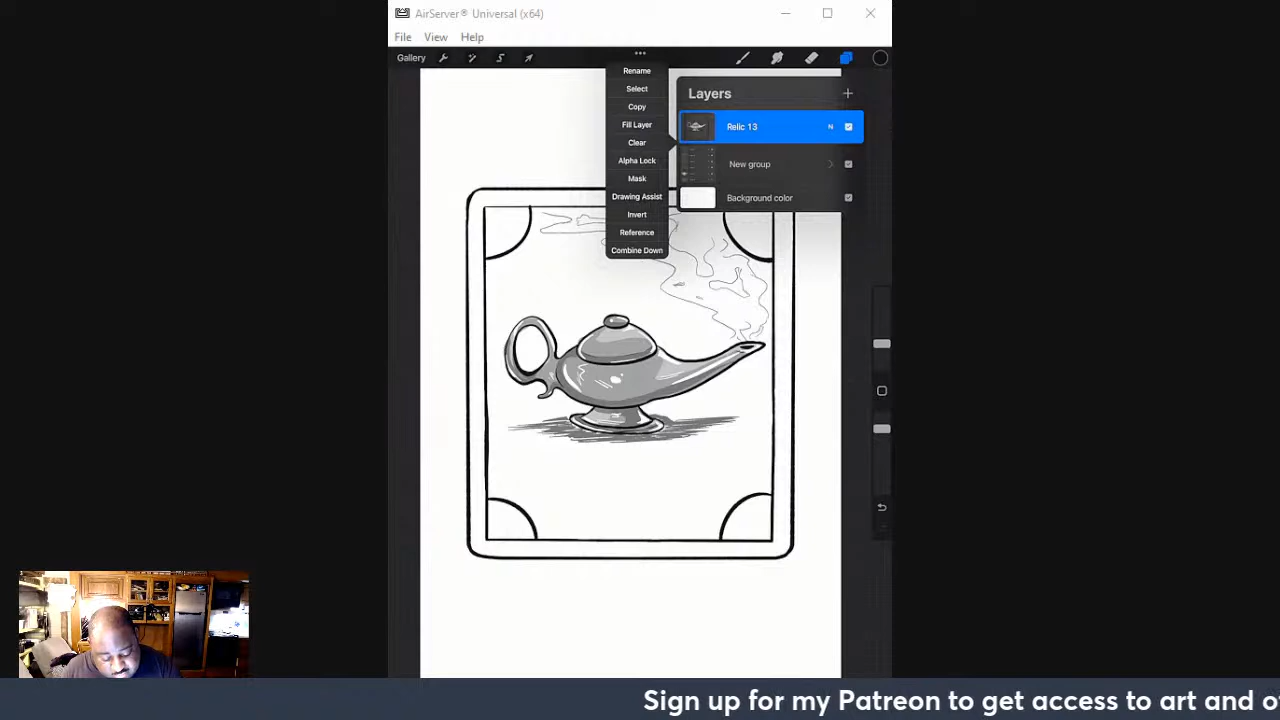 AirServer® Universal (x64)
File View Help
Gallery
Rename
Select
Copy
Fill Layer
Clear
Alpha Lock
Mask
Drawing Assist
Invert
Reference
Combine Down
Layers
Relic 13 N
New group
Background color
Sign up for my Patreon to get access to art and o